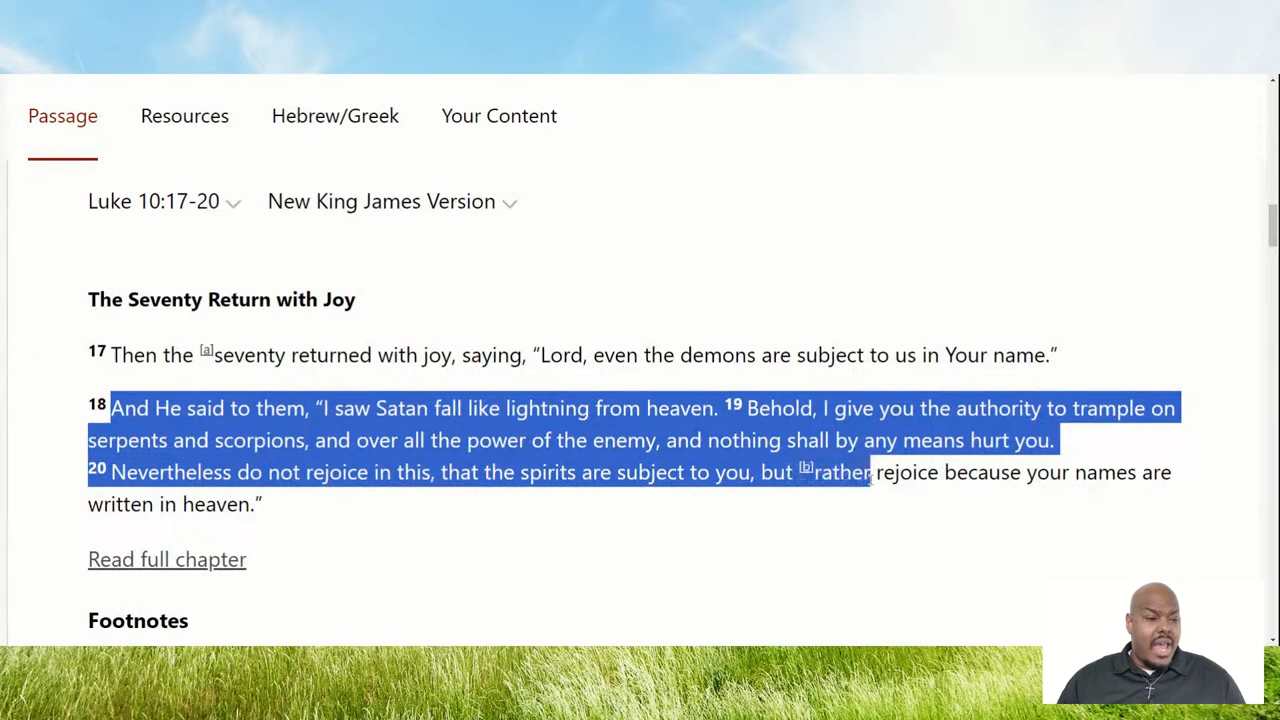 Passage Resources Hebrew/Greek Your Content
Luke 10:17-20 New King James Version
The Seventy Return with Joy
17 Then the [a]seventy returned with joy, saying, “Lord, even the demons are subject to us in Your name.”
18 And He said to them, “I saw Satan fall like lightning from heaven. 19 Behold, I give you the authority to trample on
serpents and scorpions, and over all the power of the enemy, and nothing shall by any means hurt you.
20 Nevertheless do not rejoice in this, that the spirits are subject to you, but [b]rather rejoice because your names are
written in heaven.”
Read full chapter
Footnotes